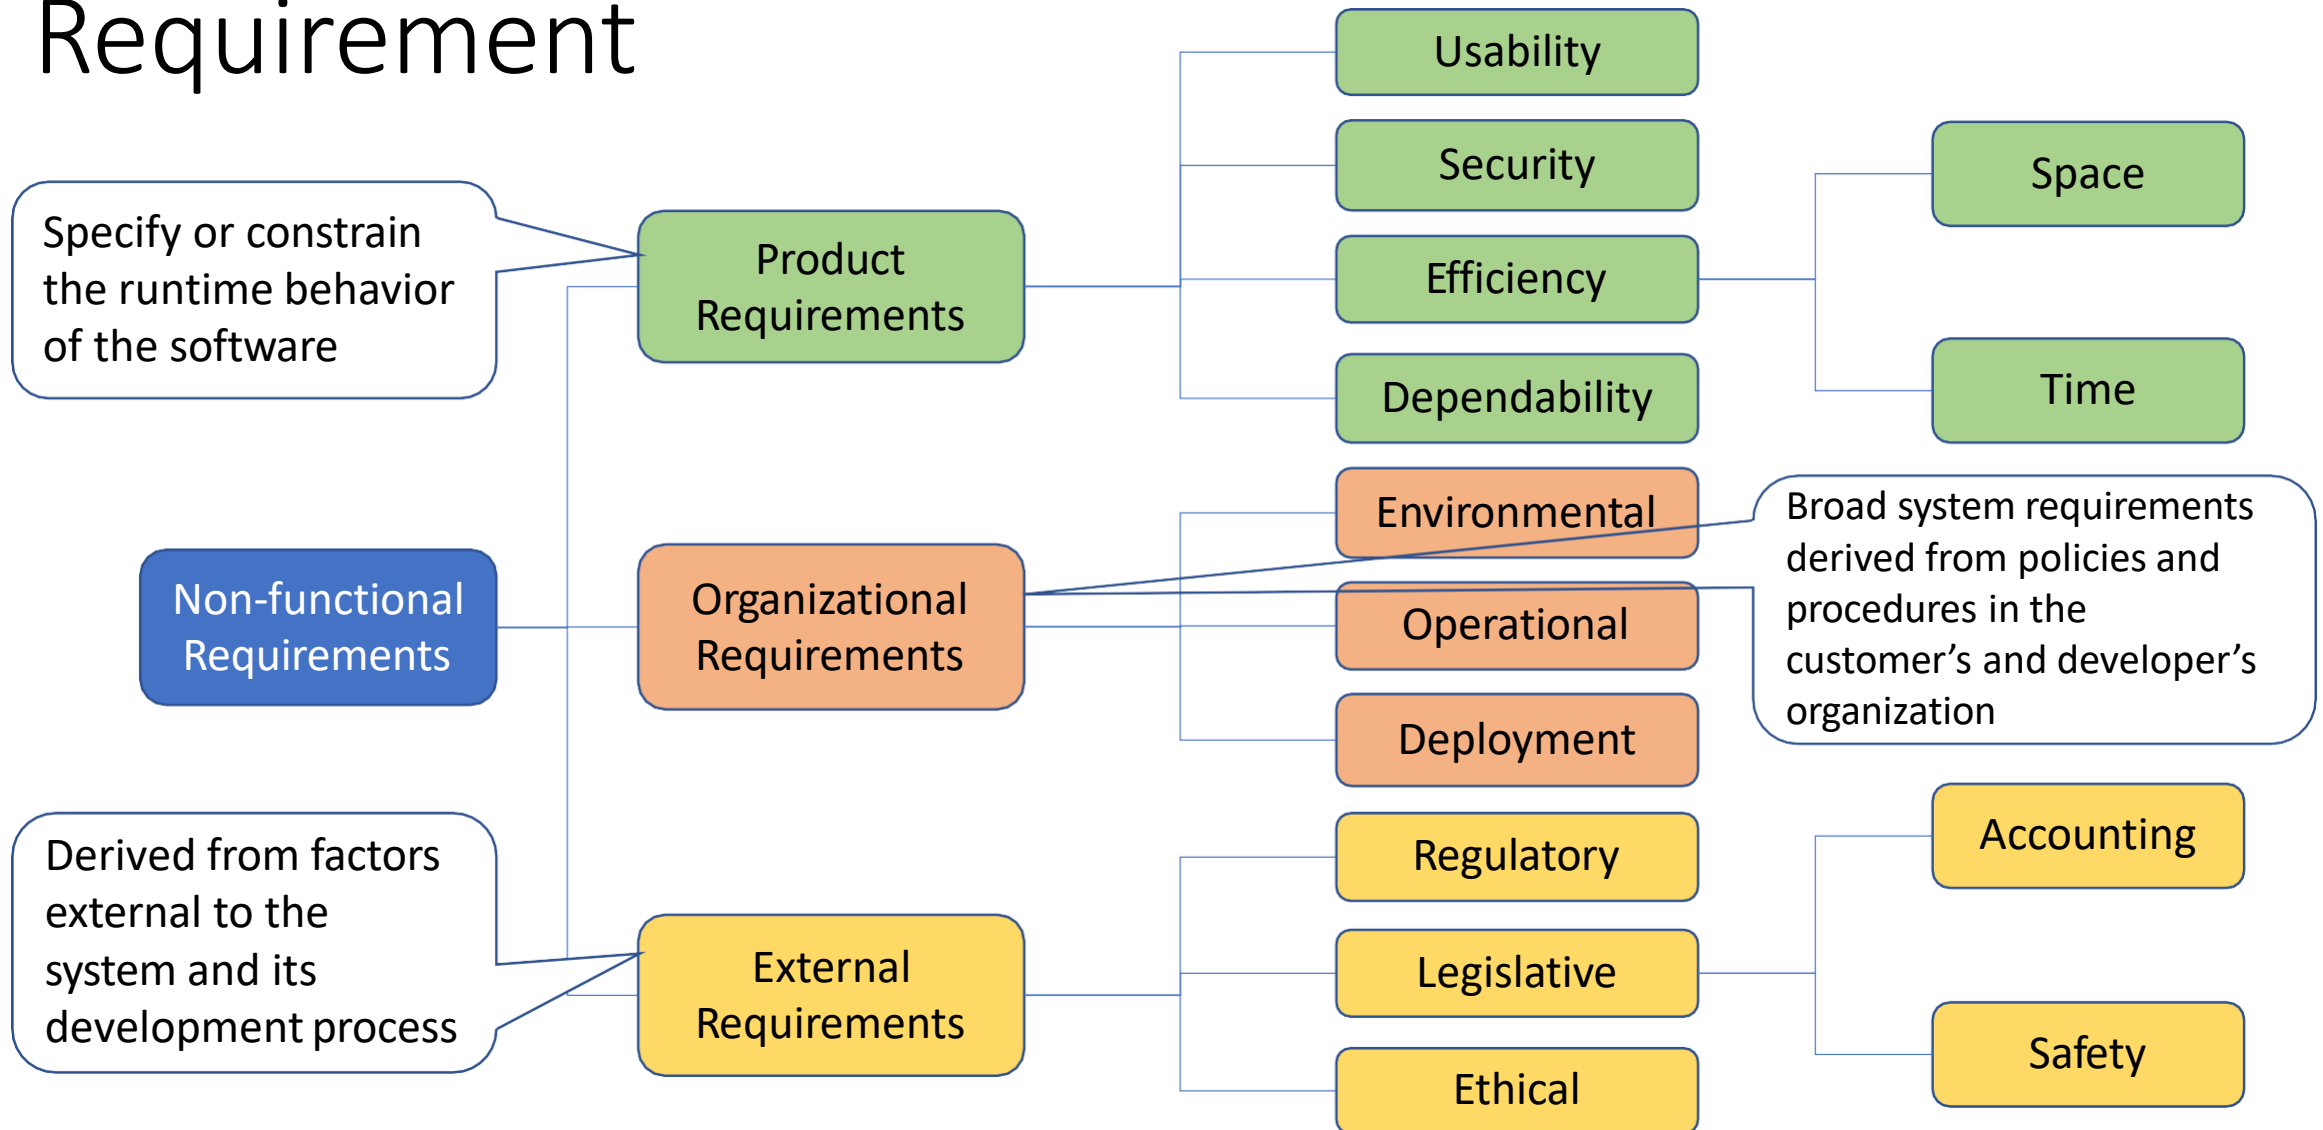 Requirement
Specify or constrain
the runtime behavior
of the software
Product
Requirements
Usability
Security
Efficiency
Dependability
Space
Time
Non-functional
Requirements
Organizational
Requirements
Environmental
Operational
Deployment
Broad system requirements
derived from policies and
procedures in the
customer’s and developer’s
organization
Derived from factors
external to the
system and its
development process
External
Requirements
Regulatory
Legislative
Ethical
Accounting
Safety